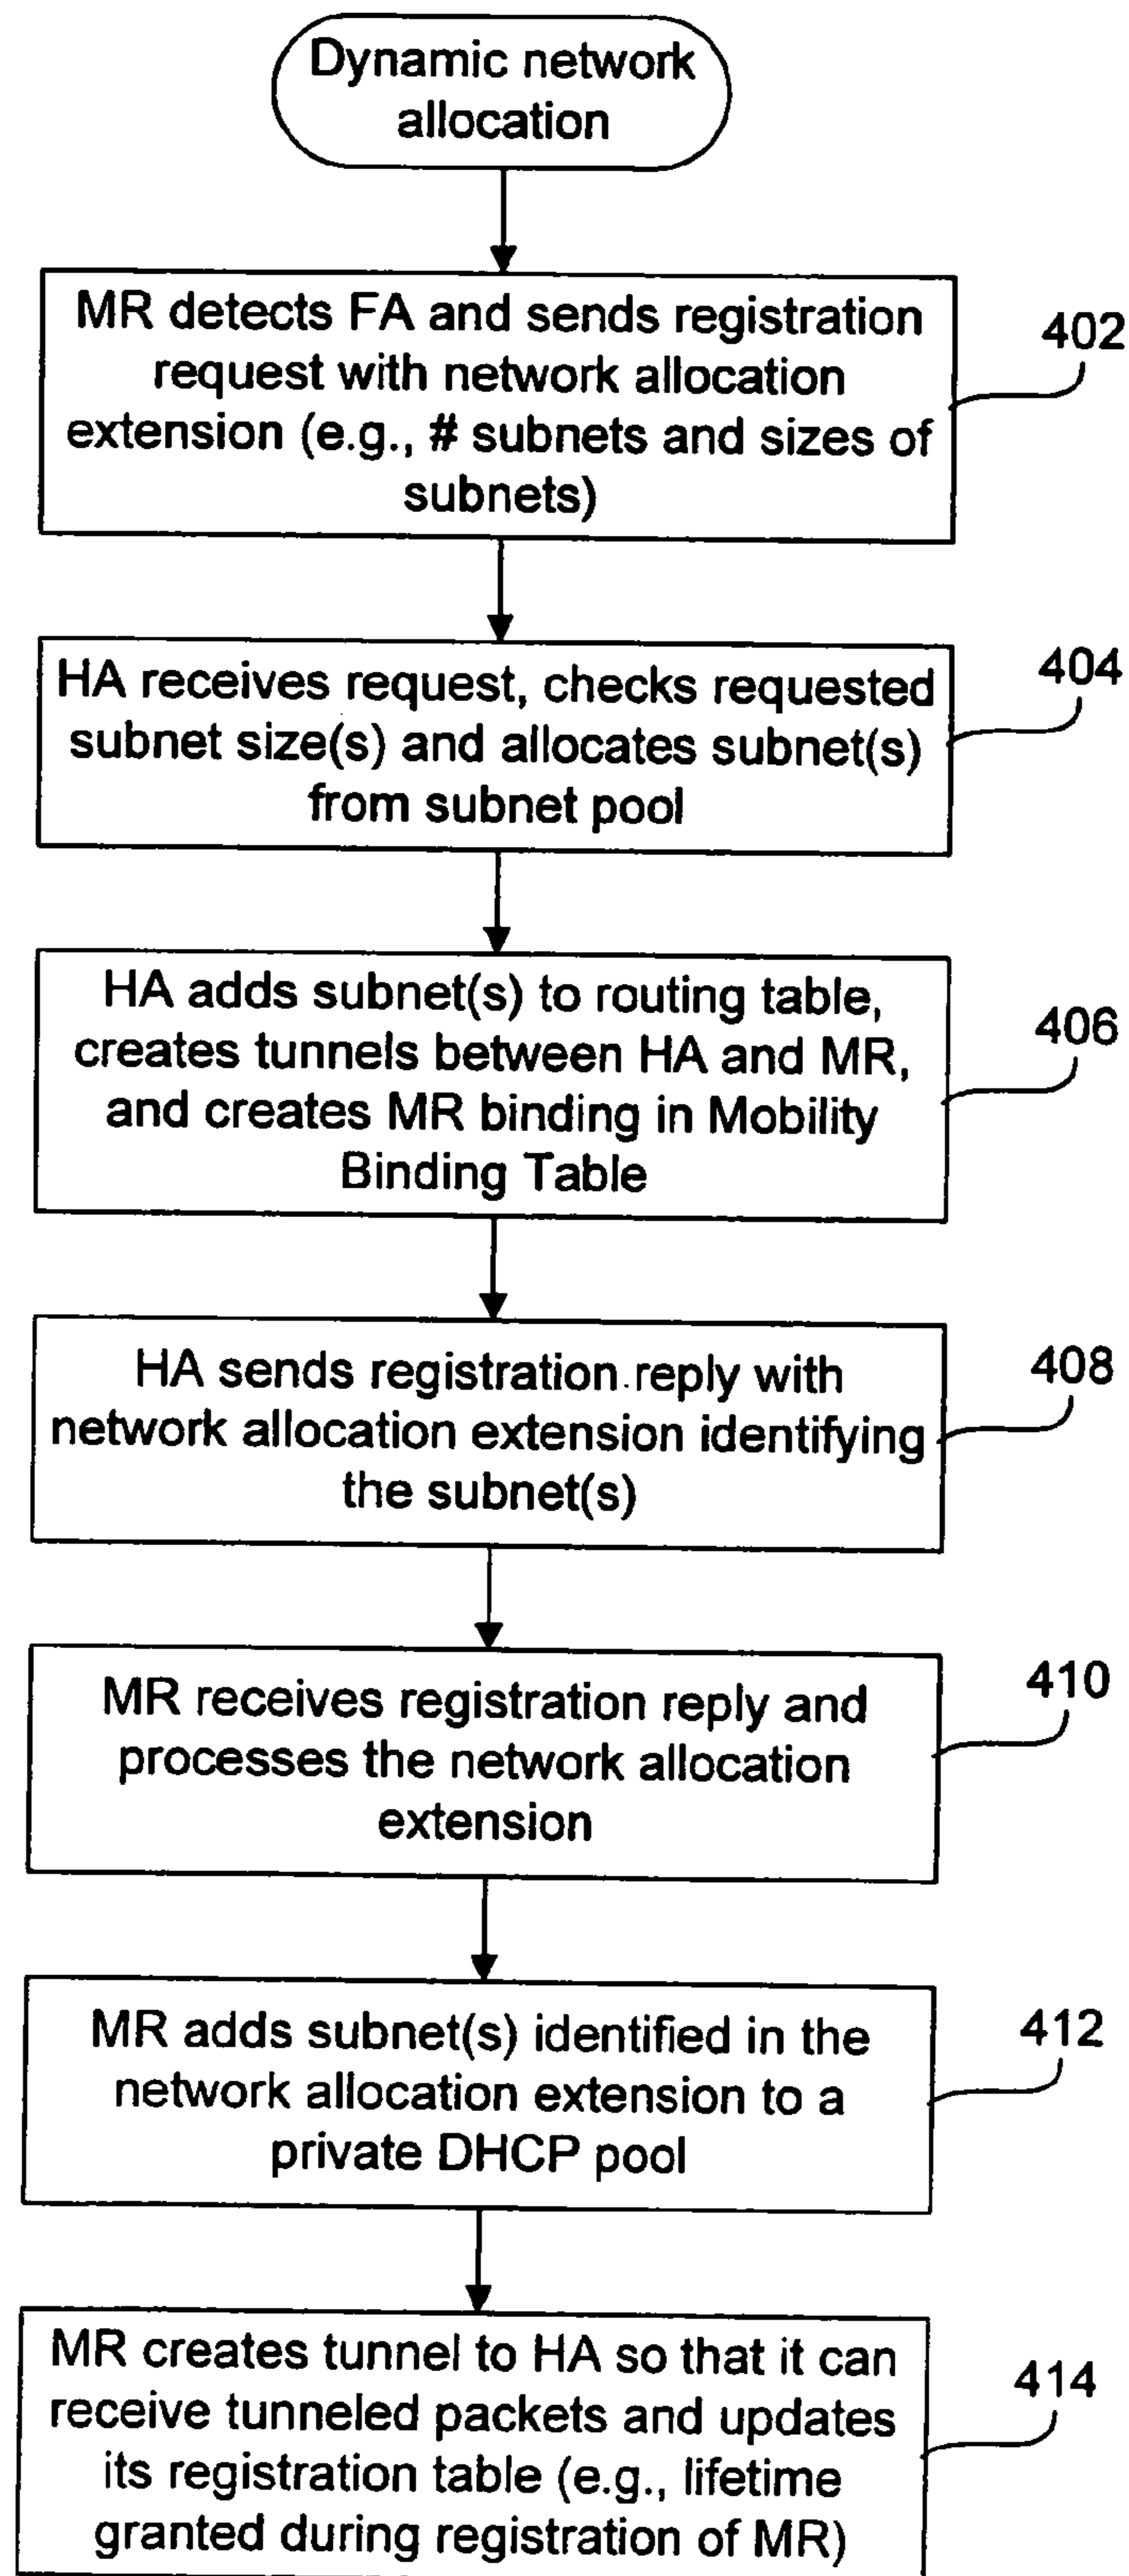 Dynamic network
allocation
MR detects FA and sends registration
request with network allocation
extension (e.g., # subnets and sizes of
subnets)
402
HA receives request, checks requested
subnet size(s) and allocates subnet(s)
from subnet pool
404
HA adds subnet(s) to routing table,
creates tunnels between HA and MR,
and creates MR binding in Mobility
Binding Table
406
HA sends registration reply with
network allocation extension identifying
the subnet(s)
408
MR receives registration reply and
processes the network allocation
extension
410
MR adds subnet(s) identified in the
network allocation extension to a
private DHCP pool
412
MR creates tunnel to HA so that it can
receive tunneled packets and updates
its registration table (e.g., lifetime
granted during registration of MR)
414